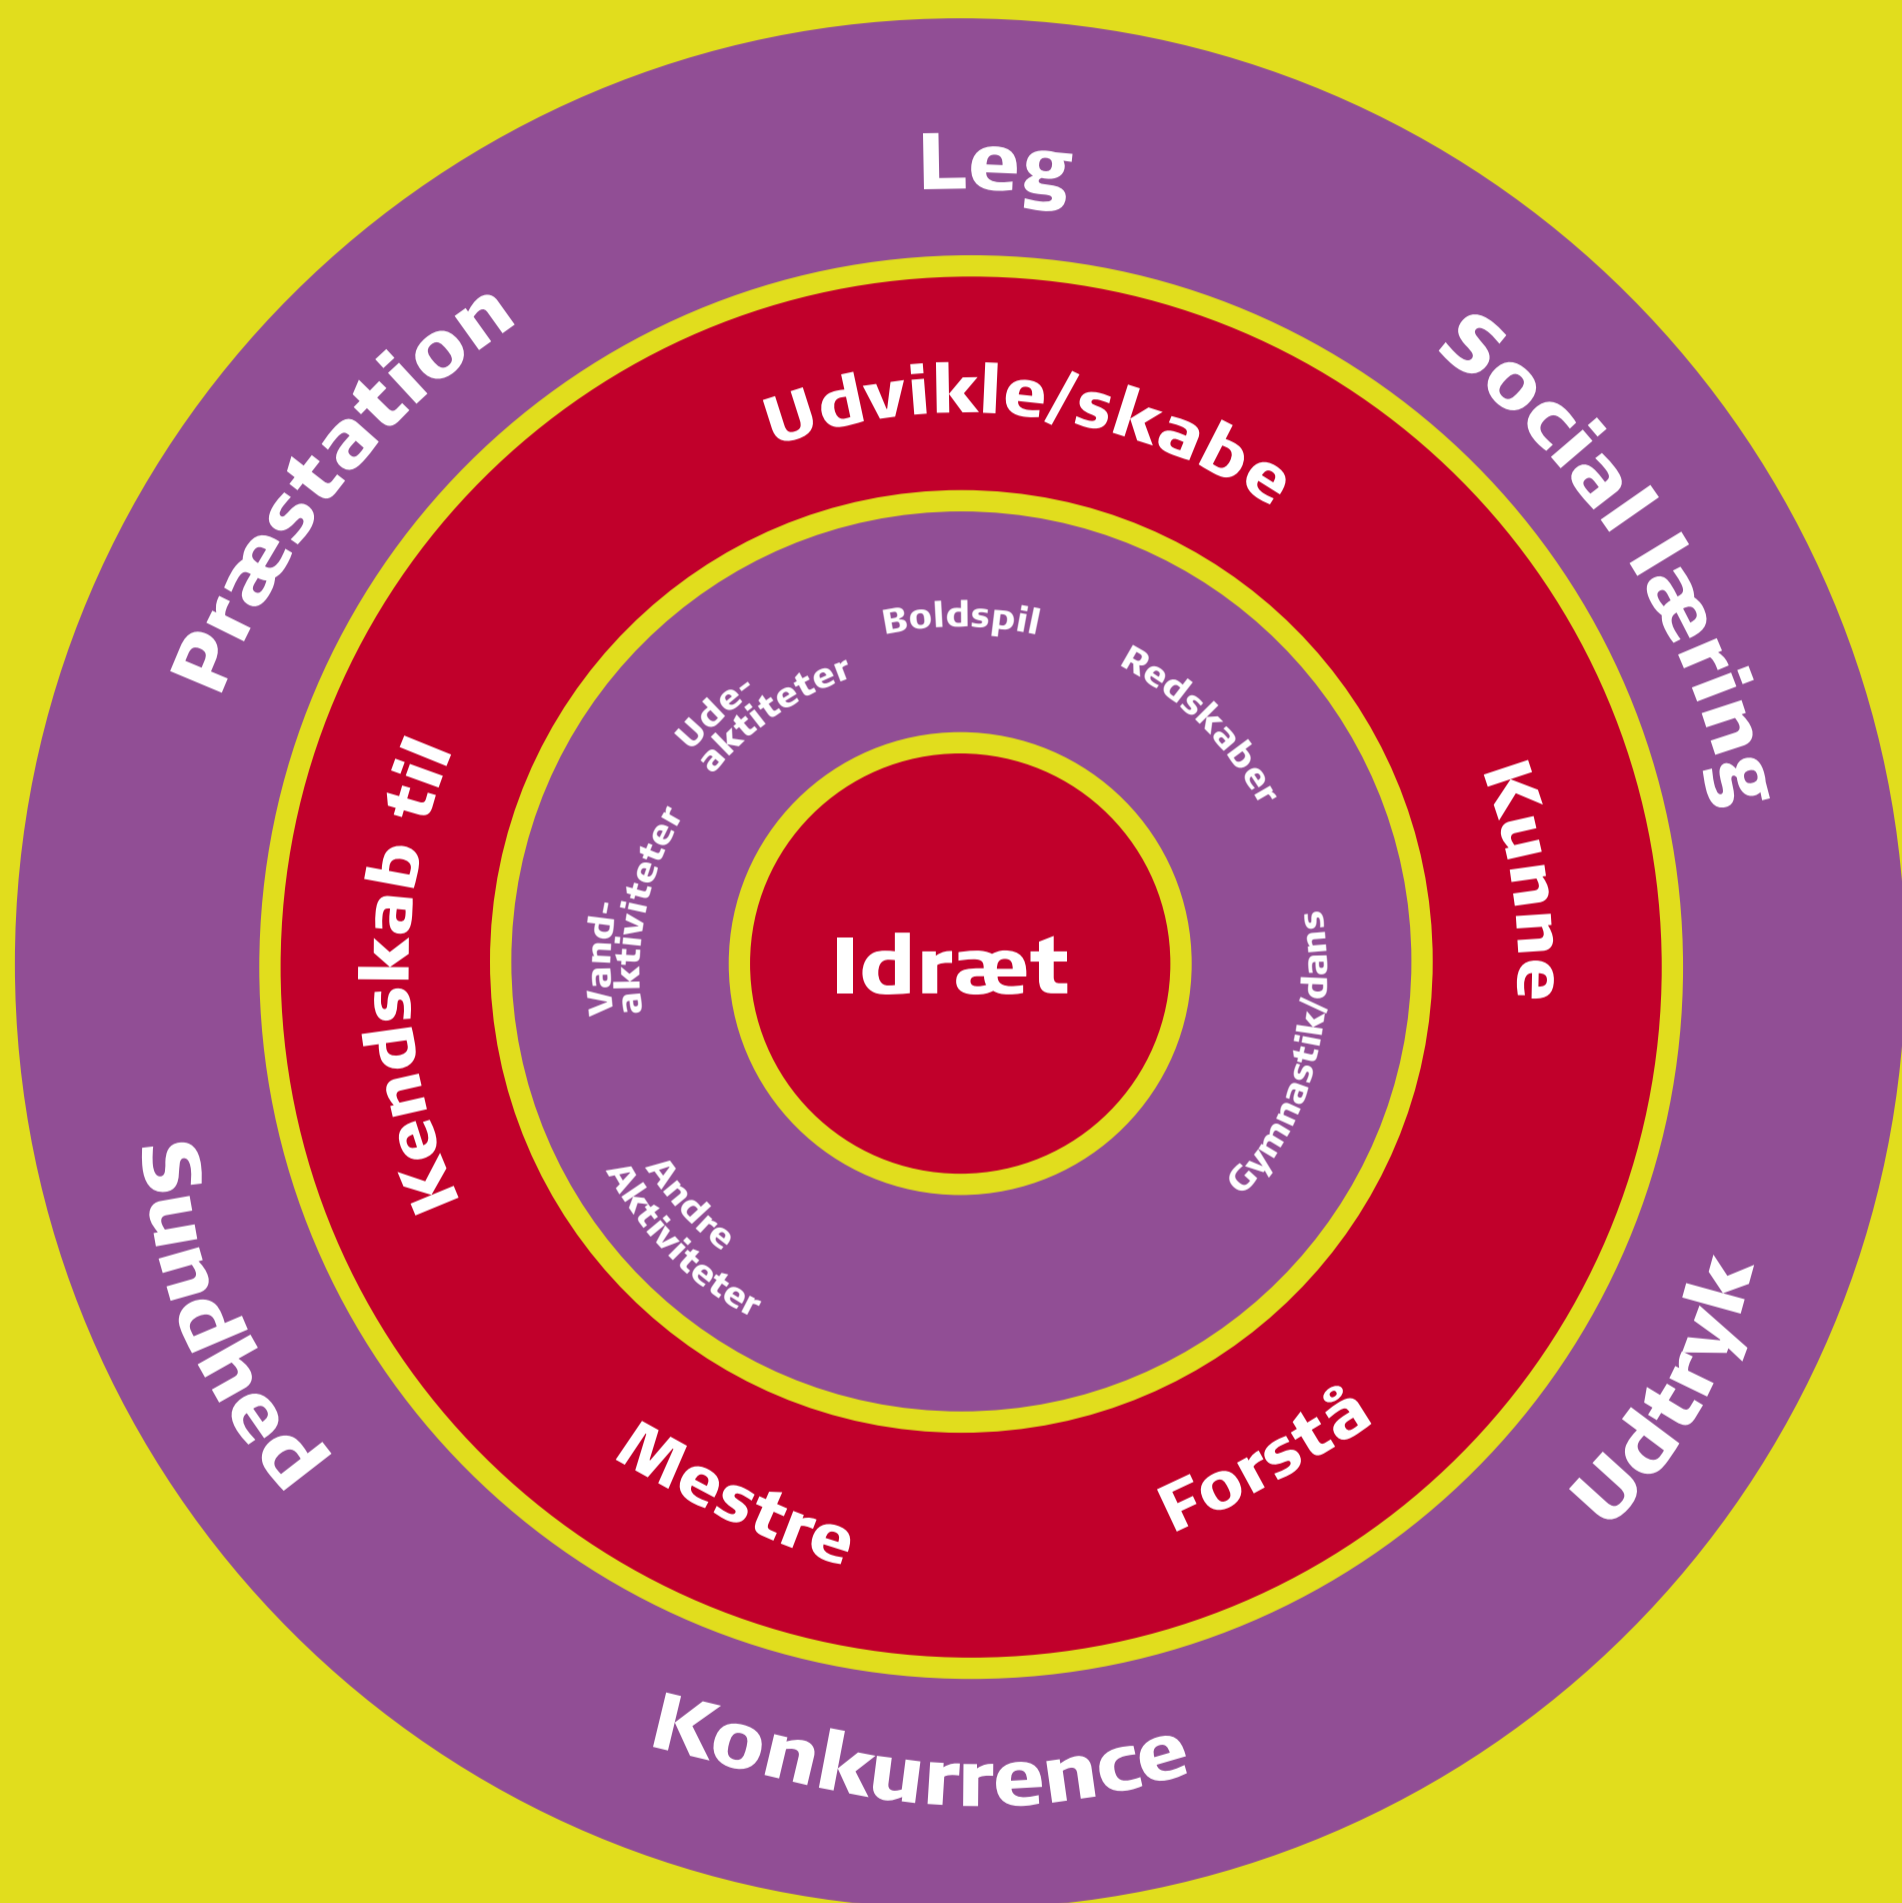 Leg
Social læring
Udtryk
Konkurrence
Sundhed
Præstation
Udvikle/skabe
Kunne
Forstå
Mestre
Kendskab til
Boldspil
Redskaber
Gymnastik/dans
Andre
Aktiviteter
Vand-
aktiviteter
Ude-
aktiteter
Idræt